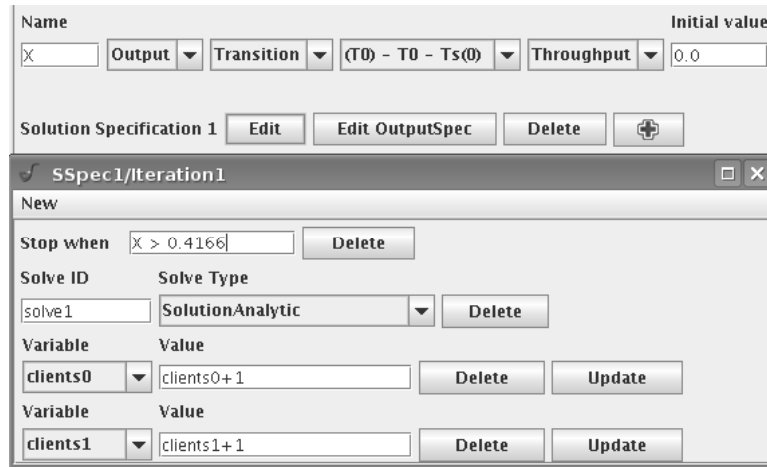 Name Initial value
X Output Transition (T0) - T0 - Ts(0) Throughput 0.0
Solution Specification 1 Edit Edit OutputSpec Delete
SSpec1/Iteration1
New
Stop when X > 0.4166 Delete
Solve ID Solve Type
solve1 SolutionAnalytic Delete
Variable Value
clients0 clients0+1 Delete Update
Variable Value
clients1 clients1+1 Delete Update